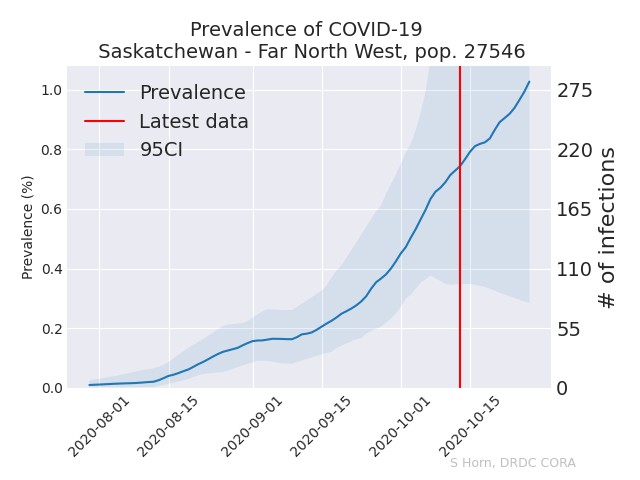 Prevalence of COVID-19
Saskatchewan - Far North West, pop. 27546
Prevalence
Latest data
95CI
Prevalence (%)
1.0
0.8
0.6
0.4
0.2
0.0
275
220
165
110
55
0
# of infections
2020-08-01
2020-08-15
2020-09-01
2020-09-15
2020-10-01
2020-10-15
S Horn, DRDC CORA